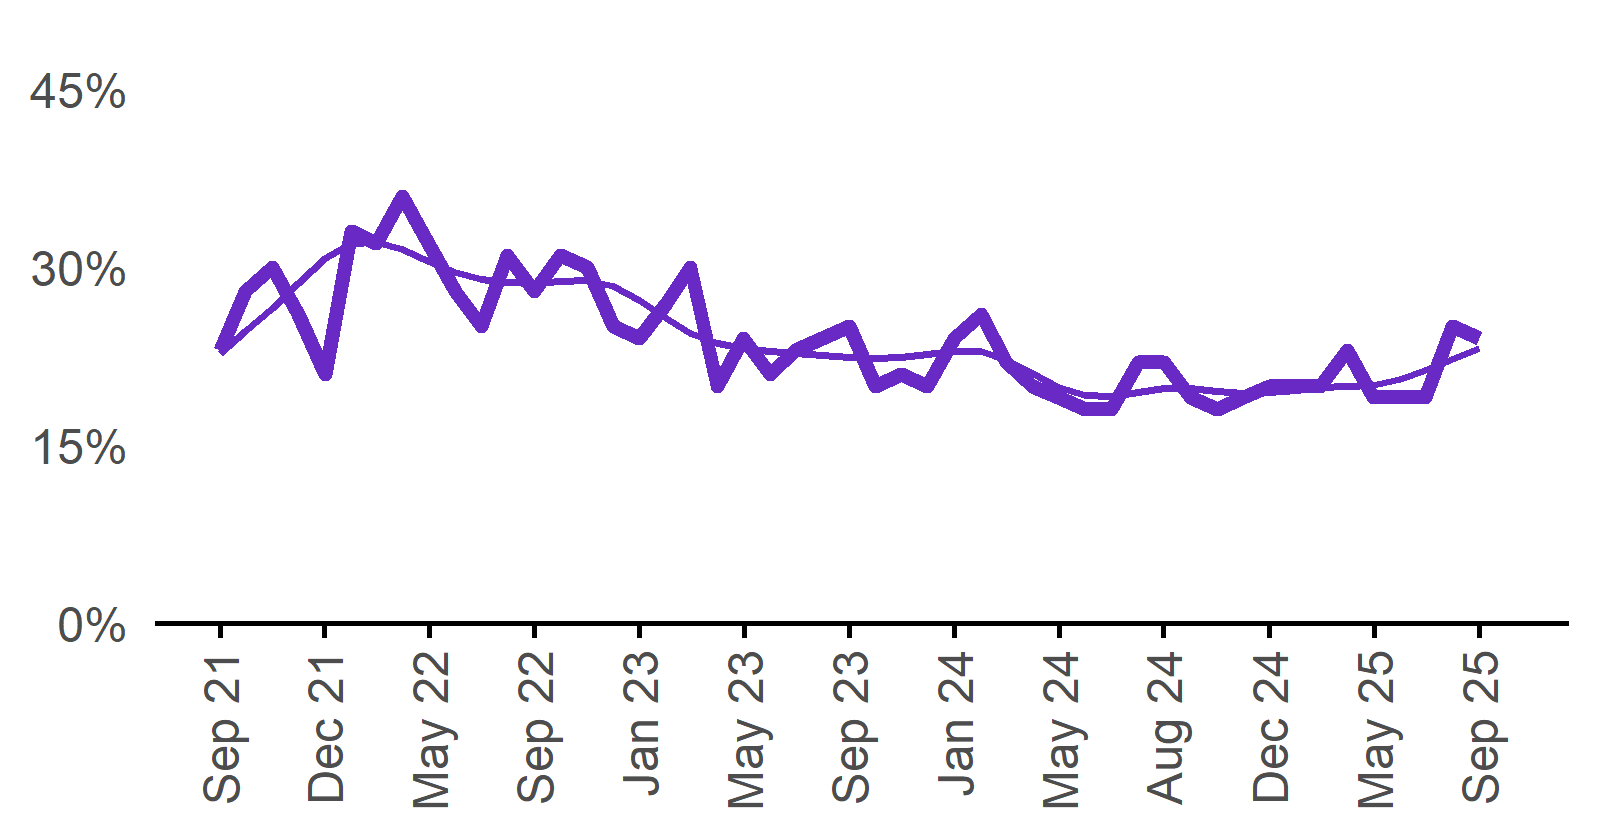 45%
30%
15%
0%
Sep 21
Dec 21
May 22
Sep 22
Jan 23
May 23
Sep 23
Jan 24
May 24
Aug 24
Dec 24
May 25
Sep 25